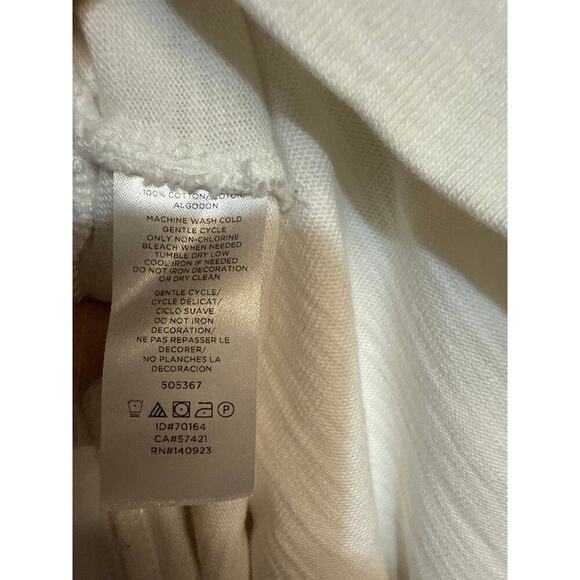 100% COTTON/COTON/
ALGODON
MACHINE WASH COLD
GENTLE CYCLE
ONLY NON-CHLORINE
BLEACH WHEN NEEDED
TUMBLE DRY LOW
COOL IRON IF NEEDED
DO NOT IRON DECORATION
OR DRY CLEAN
GENTLE CYCLE/
CYCLE DÉLICAT/
CICLO SUAVE
DO NOT IRON
DECORATION/
NE PAS REPASSER LE
DECORER/
NO PLANCHES LA
DECORACION
505367
P
ID#70164
CA#57421
RN#140923